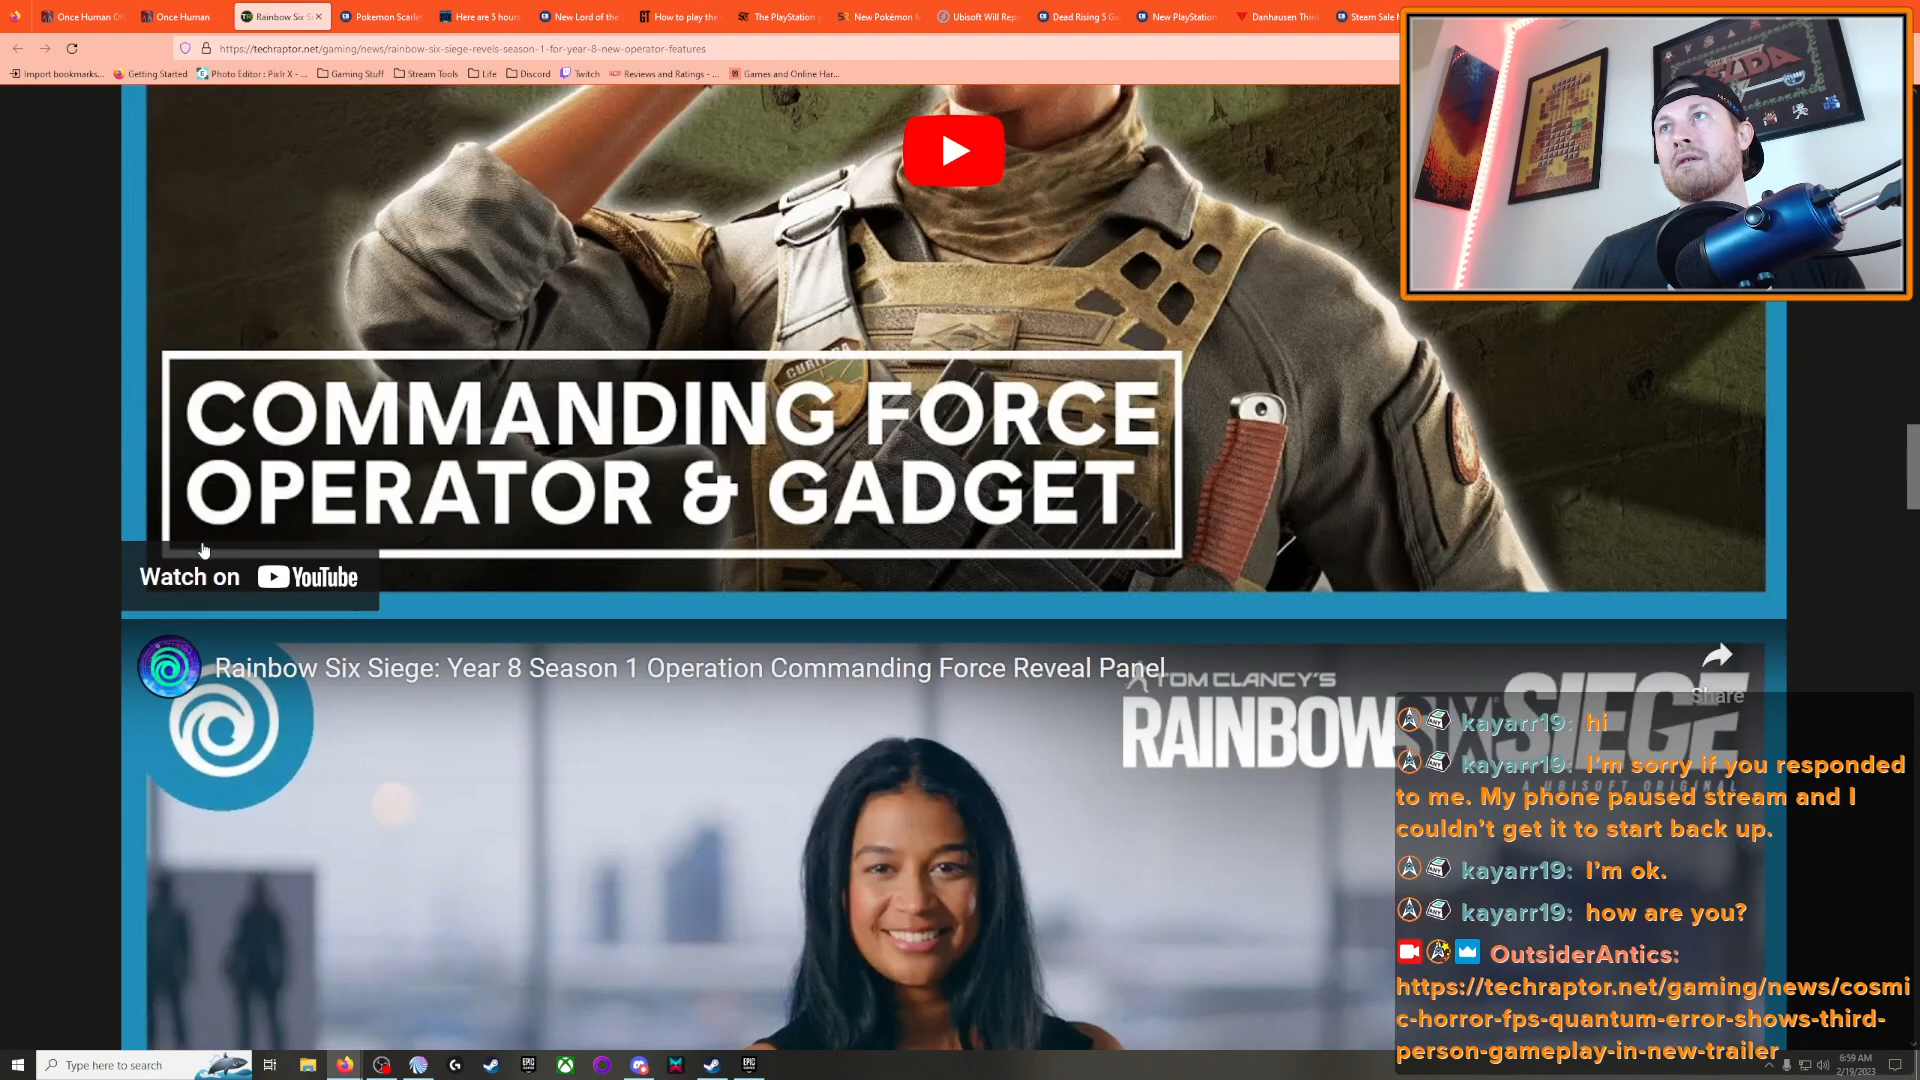 Once Human O
Once Human
Rainbow Six Si
Pokemon Scarle
Here are 5 hours
New Lord of the
How to play the
The PlayStation
New Pokémon
Ubisoft Will Rep
Dead Rising 5 Ga
New PlayStation
Danhausen Thin
Steam Sale
https://techraptor.net/gaming/news/rainbow-six-siege-revels-season-1-for-year-8-new-operator-features
Import bookmarks...
Getting Started
Photo Editor : Pixlr X - ...
Gaming Stuff
Stream Tools
Life
Discord
Twitch
Reviews and Ratings - ...
Games and Online Har...
ZELDA
CURITIBA
COMMANDING FORCE
OPERATOR & GADGET
Watch on YouTube
Rainbow Six Siege: Year 8 Season 1 Operation Commanding Force Reveal Panel
Share
TOM CLANCY'S
RAINBOW SIX SIEGE
A UBISOFT ORIGINAL
kayarr19: hi
kayarr19: I'm sorry if you responded
to me. My phone paused stream and I
couldn't get it to start back up.
kayarr19: I'm ok.
kayarr19: how are you?
OutsiderAntics:
https://techraptor.net/gaming/news/cosmi
c-horror-fps-quantum-error-shows-third-
person-gameplay-in-new-trailer
Type here to search
6:59 AM
2/19/2023